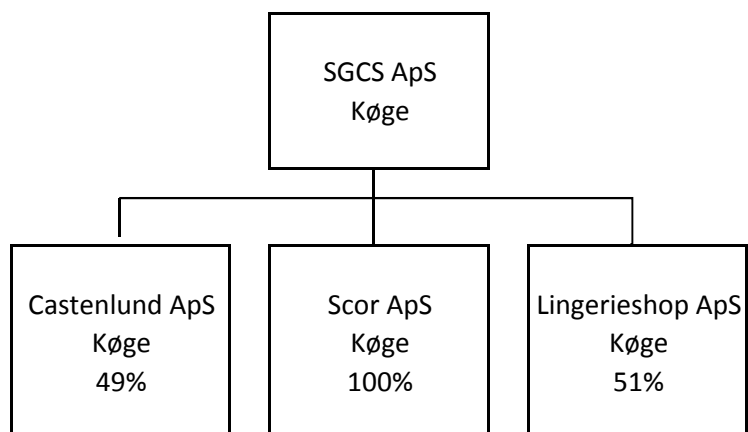 SGCS ApS
Køge
Castenlund ApS
Køge
49%
Scor ApS
Køge
100%
Lingerieshop ApS
Køge
51%